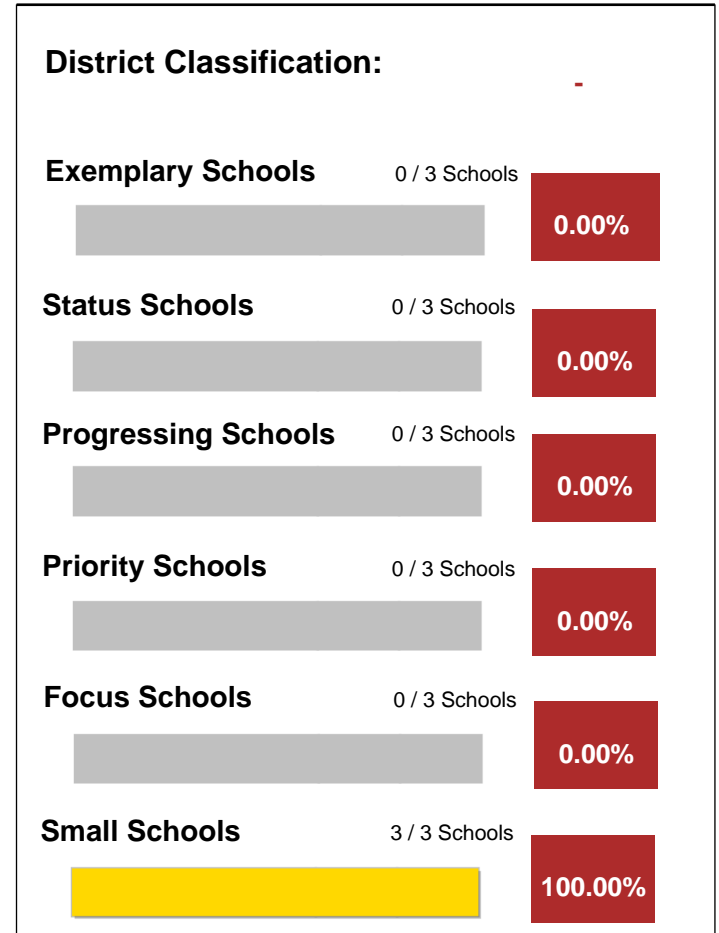 District Classification:
-
Exemplary Schools 0 / 3 Schools
0.00%
Status Schools 0 / 3 Schools
0.00%
Progressing Schools 0 / 3 Schools
0.00%
Priority Schools 0 / 3 Schools
0.00%
Focus Schools 0 / 3 Schools
0.00%
Small Schools 3 / 3 Schools
100.00%